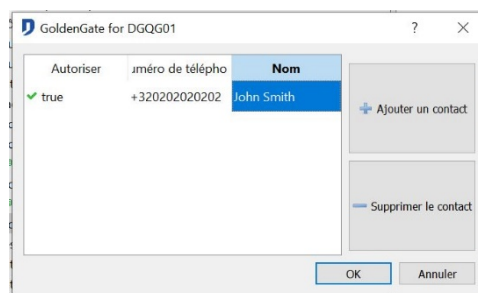 GoldenGate for DGQG01
Autoriser uméro de télépho Nom
true +320202020202 John Smith
Ajouter un contact
Supprimer le contact
OK Annuler